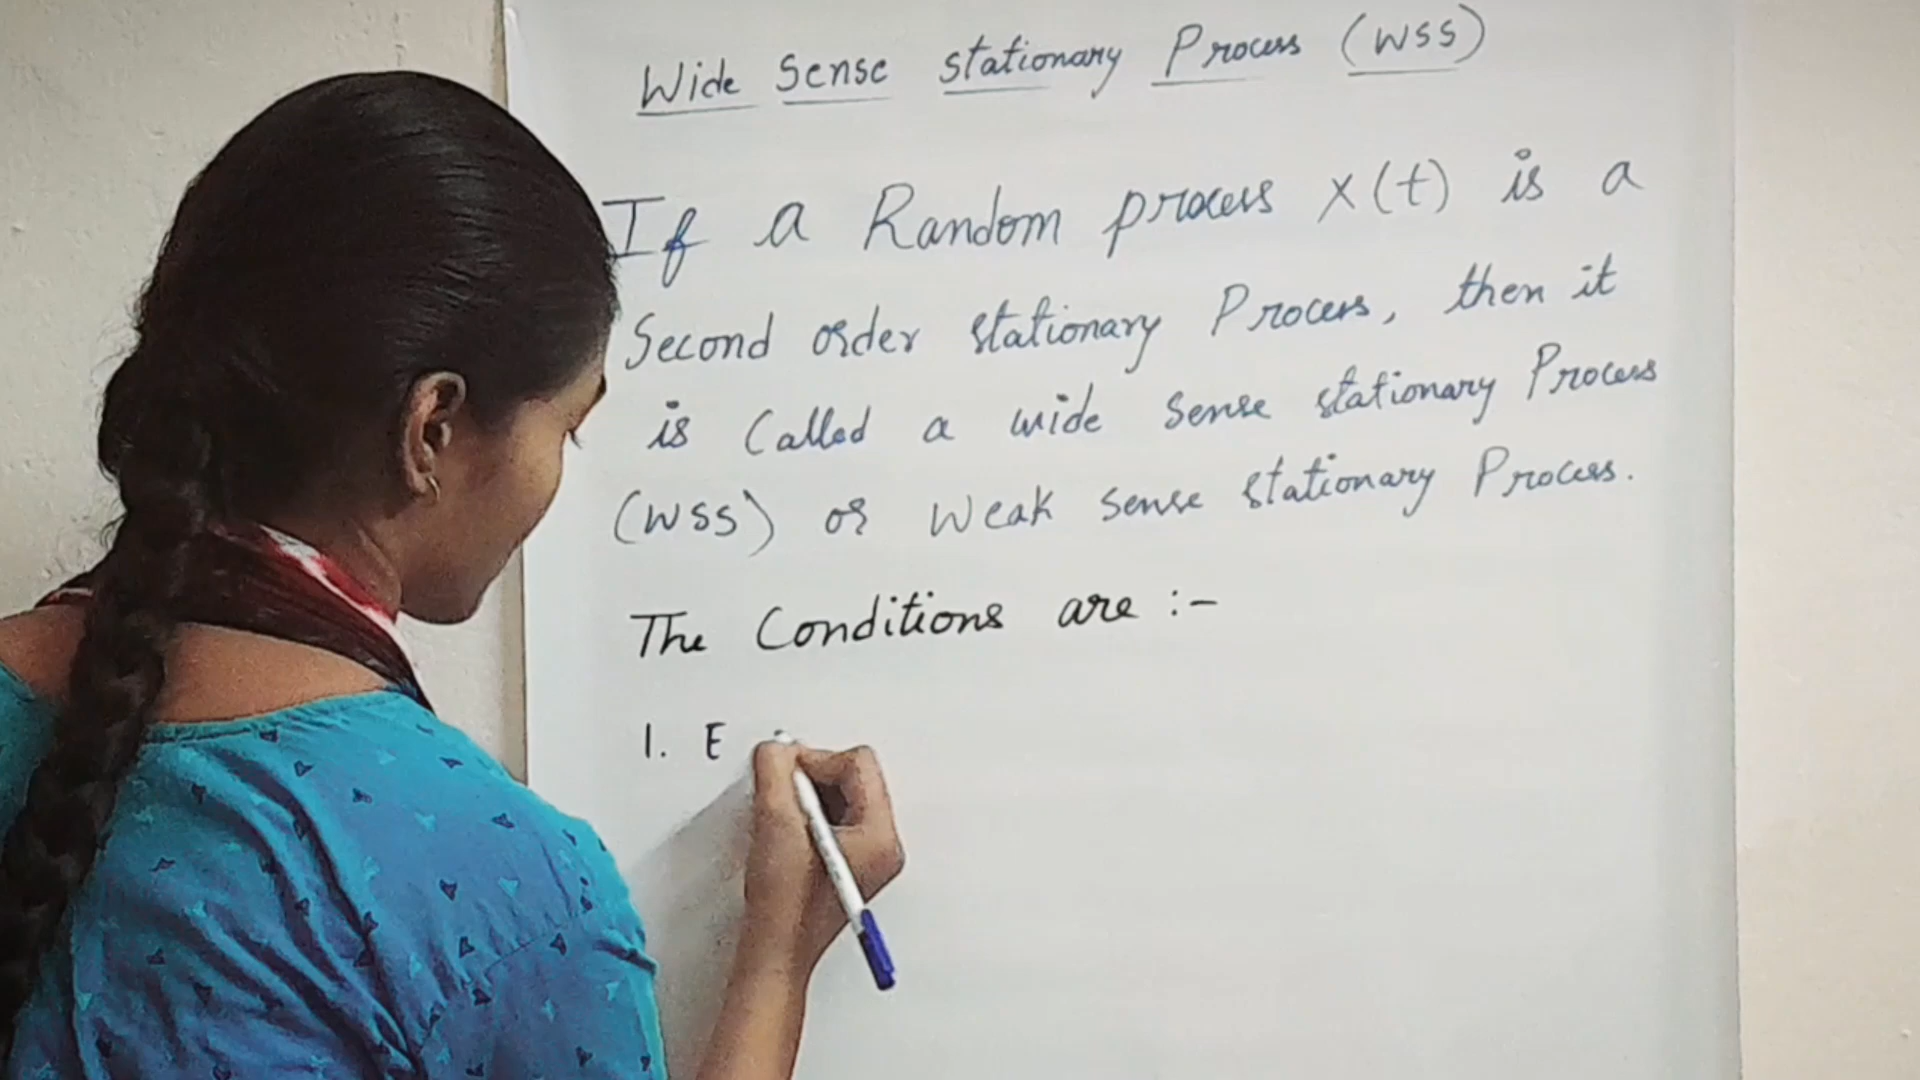 Wide Sense Stationary Process (WSS)
If a Random process X(t) is a
Second order stationary Process, then it
is Called a wide Sense stationary Process
(WSS) or Weak Sense Stationary Process.
The Conditions are :-
1. E